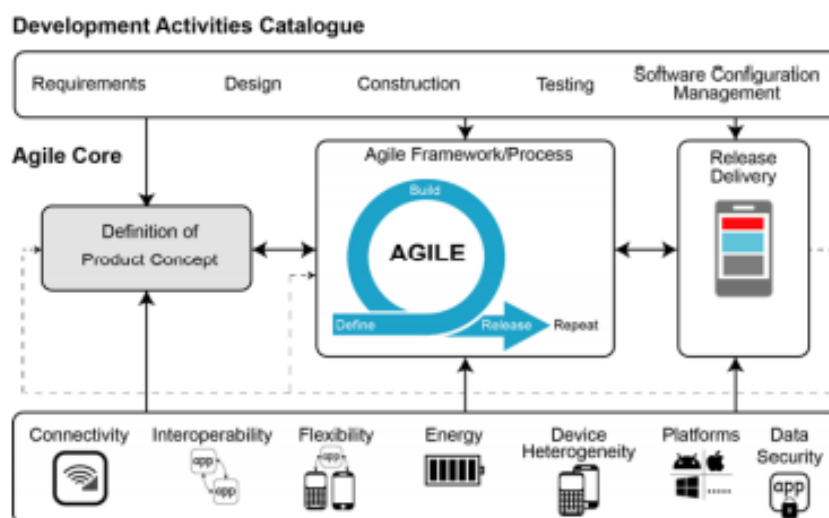 Development Activities Catalogue
Requirements
Design
Construction
Testing
Software Configuration
Management
Agile Core
Agile Framework/Process
Release
Delivery
Build
Definition of
Product Concept
AGILE
Define
Release
Repeat
Connectivity
Interoperability
Flexibility
Energy
Device
Heterogeneity
Platforms
Data
Security
app
app
app
......
app